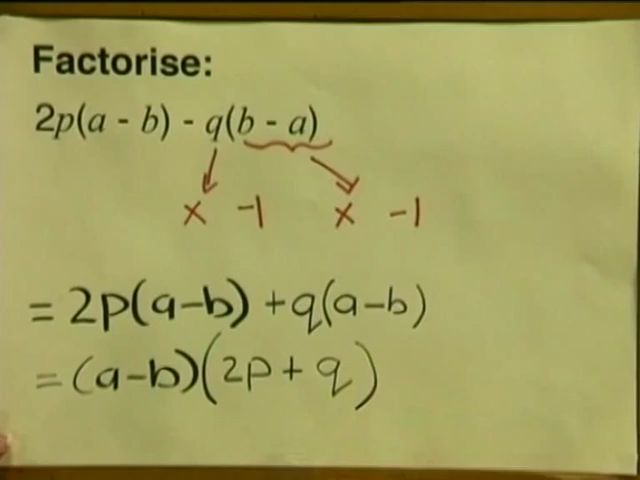 Factorise:
2p(a - b) - q(b - a)
× -1 × -1
= 2p(a-b) + q(a-b)
= (a-b)(2p + q)